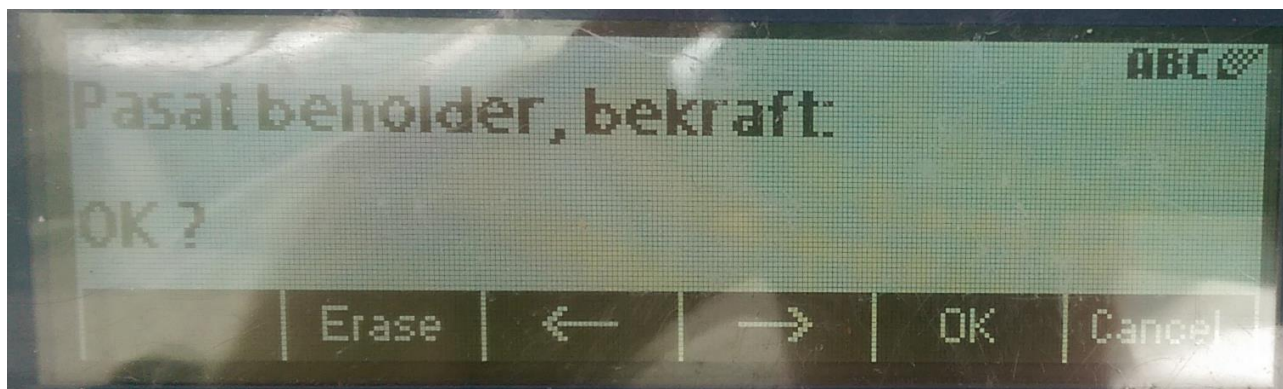 ABC
Pasat beholder, bekraft:
OK ?
Erase ← → OK Cancel